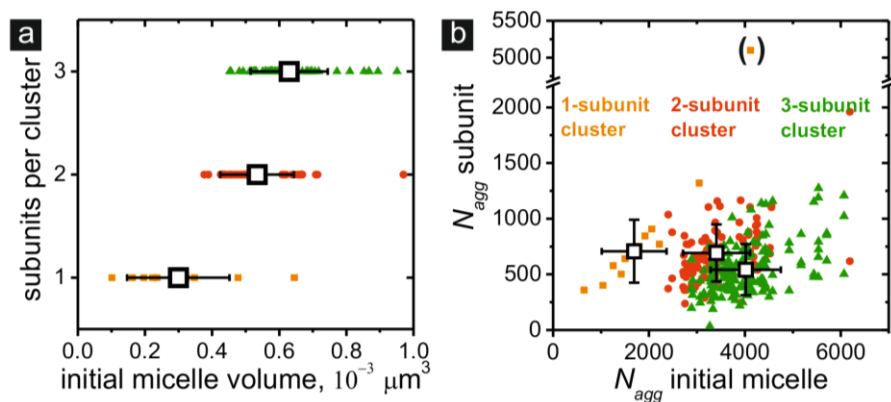 a
subunits per cluster
3
2
1
0.0 0.2 0.4 0.6 0.8 1.0
initial micelle volume, 10⁻³ μm³
b
N_agg subunit
5500
5000
2000
1500
1000
500
0
( )
1-subunit cluster
2-subunit cluster
3-subunit cluster
0 2000 4000 6000
N_agg initial micelle